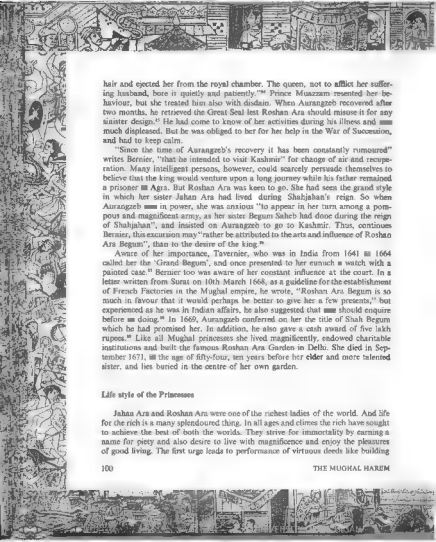 hair and ejected her from the royal chamber. The queen, not to afflict her suffer-
ing husband, bore it quietly and patiently." Prince Muazzam resented her be-
haviour, but she treated him also with disdain. When Aurangzeb recovered after
two months, he retrieved the Great Seal lest Roshan Ara should misuse it for any
sinister design. He had come to know of her activities during his illness and
much displeased. But he was obliged to her for her help in the War of Succession,
and had to keep calm.
"Since the time of Aurangzeb's recovery it has been constantly rumoured"
writes Bernier, "that he intended to visit Kashmir" for change of air and recupe-
ration. Many intelligent persons, however, could scarcely persuade themselves to
believe that the king would venture upon a long journey while his father remained
a prisoner Agra. But Roshan Ara was keen to go. She had seen the grand style
in which her sister Jahan Ara had lived during Shahjahan's reign. So when
Aurangzeb in power, she was anxious "to appear in her turn among a pom-
pous and magnificent army, as her sister Begum Saheb had done during the reign
of Shahjahan", and insisted on Aurangzeb to go to Kashmir. Thus, continues
Bernier, this excursion may "rather be attributed to the arts and influence of Roshan
Ara Begum", than to the desire of the king.
Aware of her importance, Tavernier, who was in India from 1641 1664
called her the 'Grand Begum', and once presented to her eunuch a watch with a
painted case. Bernier too was aware of her constant influence at the court. In a
letter written from Surat on 10th March 1668, as a guideline for the establishment
of French Factories in the Mughal empire, he wrote, "Roshan Ara Begum is so
much in favour that it would perhaps be better to give her a few presents," but
experienced as he was in Indian affairs, he also suggested that should enquire
before doing. In 1669, Aurangzeb conferred on her the title of Shah Begum
which he had promised her. In addition, he also gave a cash award of five lakh
rupees. Like all Mughal princesses she lived magnificently, endowed charitable
institutions and built the famous Roshan Ara Garden in Delhi. She died in Sep-
tember 1671, the age of fifty-four, ten years before her elder and more talented
sister, and lies buried in the centre of her own garden.
Life style of the Princesses
Jahan Ara and Roshan Ara were one of the richest ladies of the world. And life
for the rich is a many splendoured thing. In all ages and climes the rich have sought
to achieve the best of both the worlds. They strive for immortality by earning a
name for piety and also desire to live with magnificence and enjoy the pleasures
of good living. The first urge leads to performance of virtuous deeds like building
100 THE MUGHAL HAREM